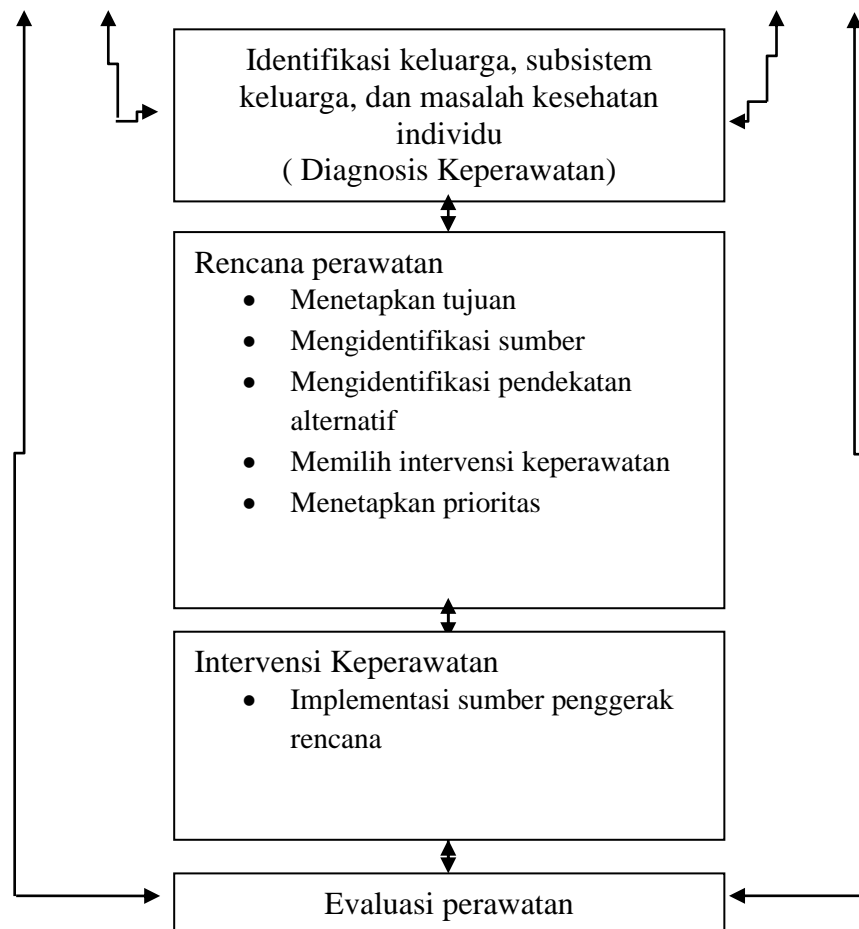 Identifikasi keluarga, subsistem
keluarga, dan masalah kesehatan
individu
( Diagnosis Keperawatan)
Rencana perawatan
• Menetapkan tujuan
• Mengidentifikasi sumber
• Mengidentifikasi pendekatan
alternatif
• Memilih intervensi keperawatan
• Menetapkan prioritas
Intervensi Keperawatan
• Implementasi sumber penggerak
rencana
Evaluasi perawatan